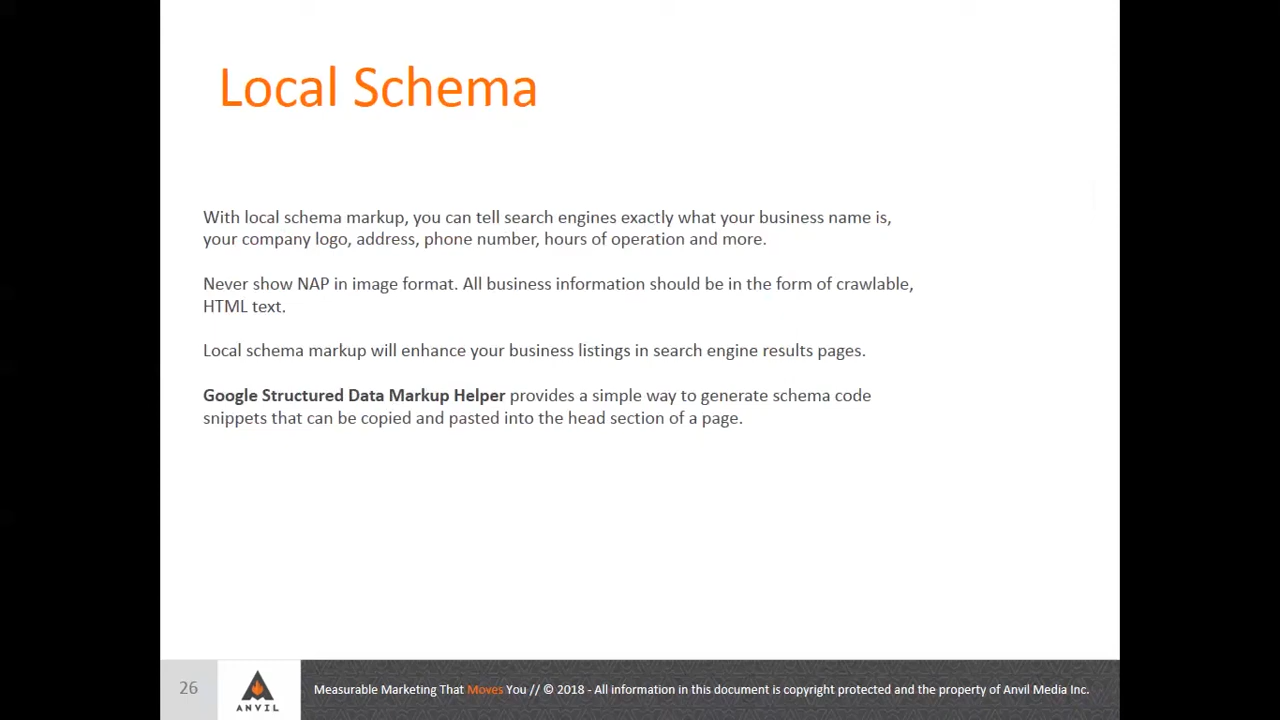 Local Schema
With local schema markup, you can tell search engines exactly what your business name is,
your company logo, address, phone number, hours of operation and more.
Never show NAP in image format. All business information should be in the form of crawlable,
HTML text.
Local schema markup will enhance your business listings in search engine results pages.
Google Structured Data Markup Helper provides a simple way to generate schema code
snippets that can be copied and pasted into the head section of a page.
26
ANVIL
Measurable Marketing That Moves You // © 2018 - All information in this document is copyright protected and the property of Anvil Media Inc.